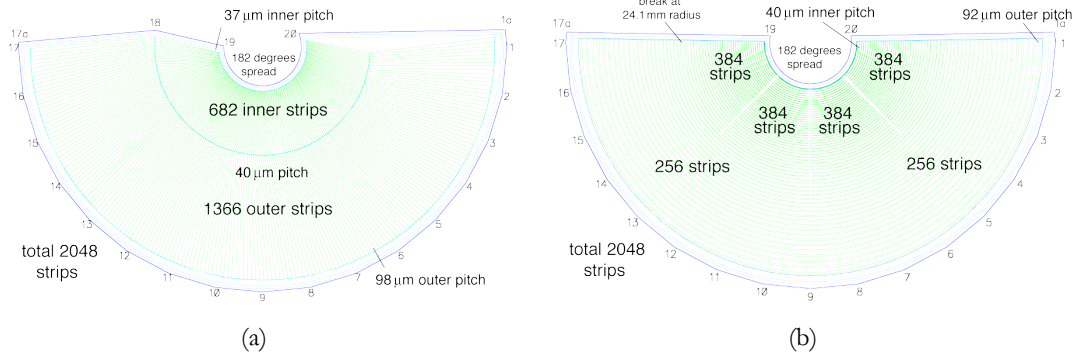 37 μm inner pitch
17a
18
20
1a
17
19
1
182 degrees
spread
682 inner strips
16
2
15
3
40 μm pitch
14
4
1366 outer strips
13
5
total 2048
strips
12
6
11
7
98 μm outer pitch
10
8
9
(a)
break at
24.1 mm radius
40 μm inner pitch
92 μm outer pitch
17a
19
20
1a
17
1
182 degrees
spread
384
strips
384
strips
16
2
384
strips
384
strips
15
3
256 strips
256 strips
14
4
13
5
total 2048
strips
12
6
11
7
10
8
9
(b)